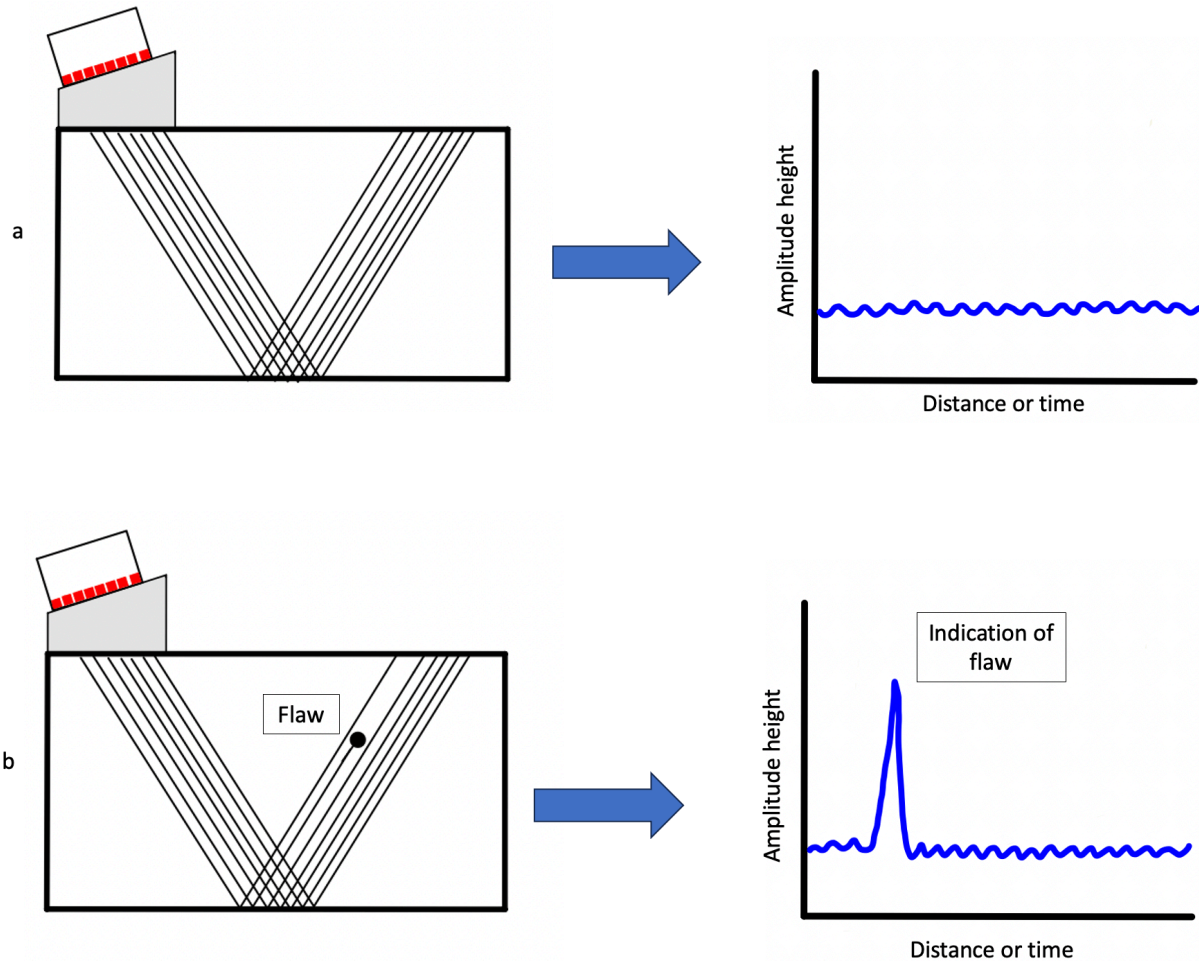 a
Amplitude height
Distance or time
b
Flaw
Indication of
flaw
Amplitude height
Distance or time